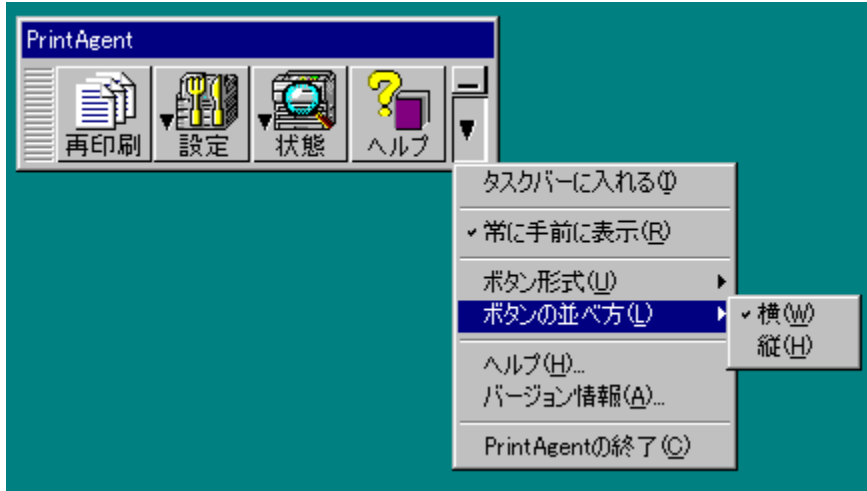 PrintAgent
再印刷 設定 状態 ヘルプ
タスクバーに入れる(I)
常に手前に表示(R)
ボタン形式(U)
ボタンの並べ方(L)
横(W)
縦(H)
ヘルプ(H)...
バージョン情報(A)...
PrintAgentの終了(C)